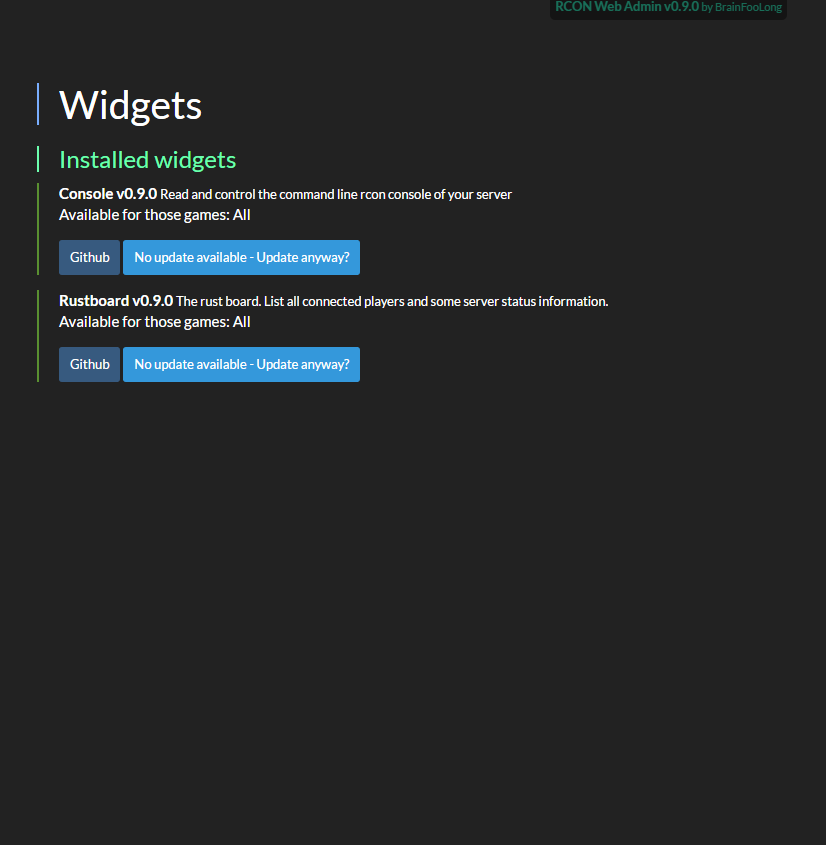 RCON Web Admin v0.9.0 by BrainFooLong
Widgets
Installed widgets
Console v0.9.0 Read and control the command line rcon console of your server
Available for those games: All
Github No update available - Update anyway?
Rustboard v0.9.0 The rust board. List all connected players and some server status information.
Available for those games: All
Github No update available - Update anyway?